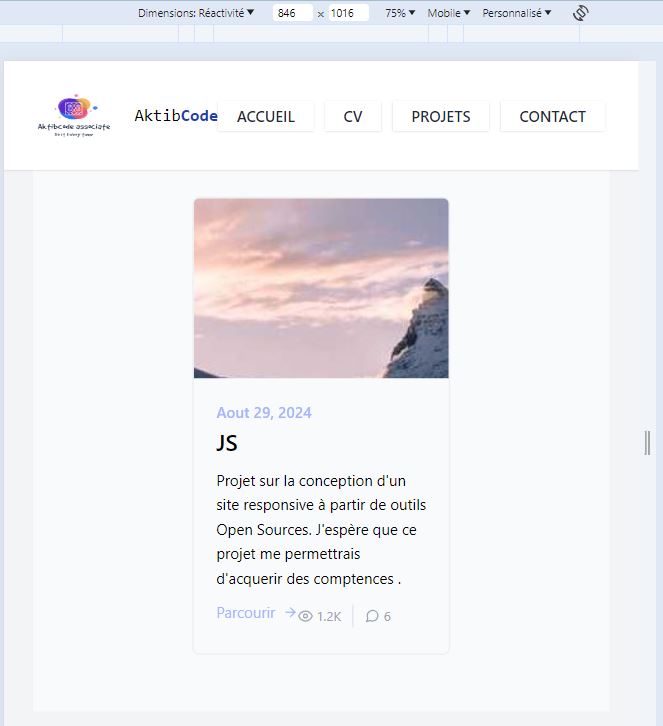 Dimensions: Réactivité ▼ 846 × 1016 75% ▼ Mobile ▼ Personnalisé ▼
Aktibcode associate
AktibCode ACCUEIL CV PROJETS CONTACT
Aout 29, 2024
JS
Projet sur la conception d'un
site responsive à partir de outils
Open Sources. J'espère que ce
projet me permettrais
d'acquerir des comptences .
Parcourir → 1.2K 6